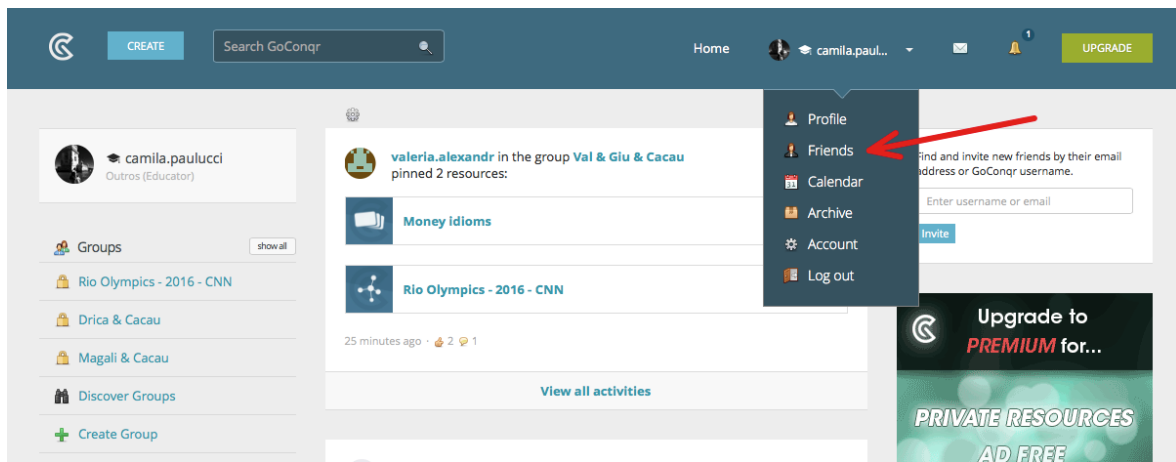 CREATE
Search GoConqr
Home
camila.paul...
1
UPGRADE
Profile
Friends
Calendar
31
Archive
Account
Log out
camila.paulucci
Outros (Educator)
Groups
show all
Rio Olympics - 2016 - CNN
Drica & Cacau
Magali & Cacau
Discover Groups
Create Group
valeria.alexandr in the group Val & Giu & Cacau
pinned 2 resources:
Money idioms
Rio Olympics - 2016 - CNN
25 minutes ago · 2 1
View all activities
Find and invite new friends by their email
address or GoConqr username.
Enter username or email
Invite
Upgrade to
PREMIUM for...
PRIVATE RESOURCES
AD FREE